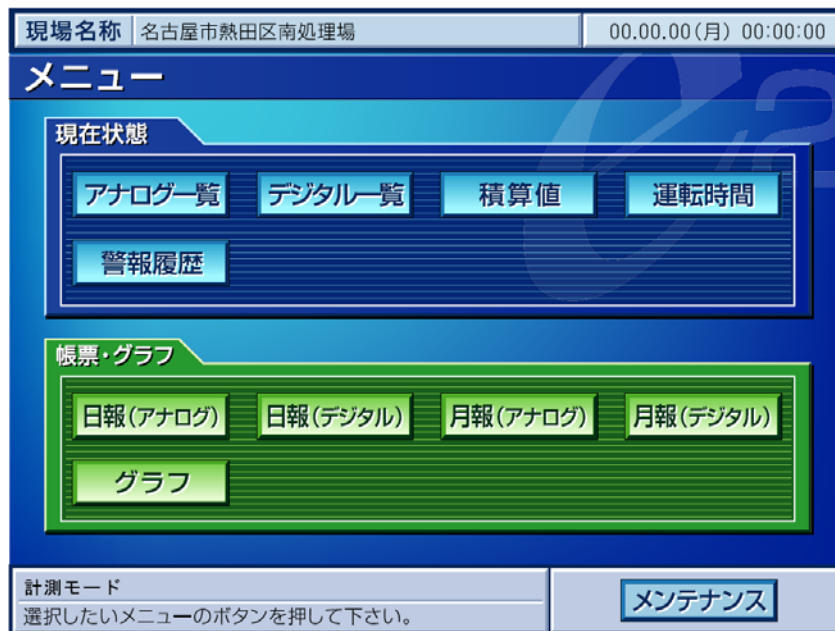 現場名称 名古屋市熱田区南処理場 00.00.00(月) 00:00:00
メニュー
現在状態
アナログ一覧 デジタル一覧 積算値 運転時間
警報履歴
帳票・グラフ
日報(アナログ) 日報(デジタル) 月報(アナログ) 月報(デジタル)
グラフ
計測モード
選択したいメニューのボタンを押して下さい。
メンテナンス